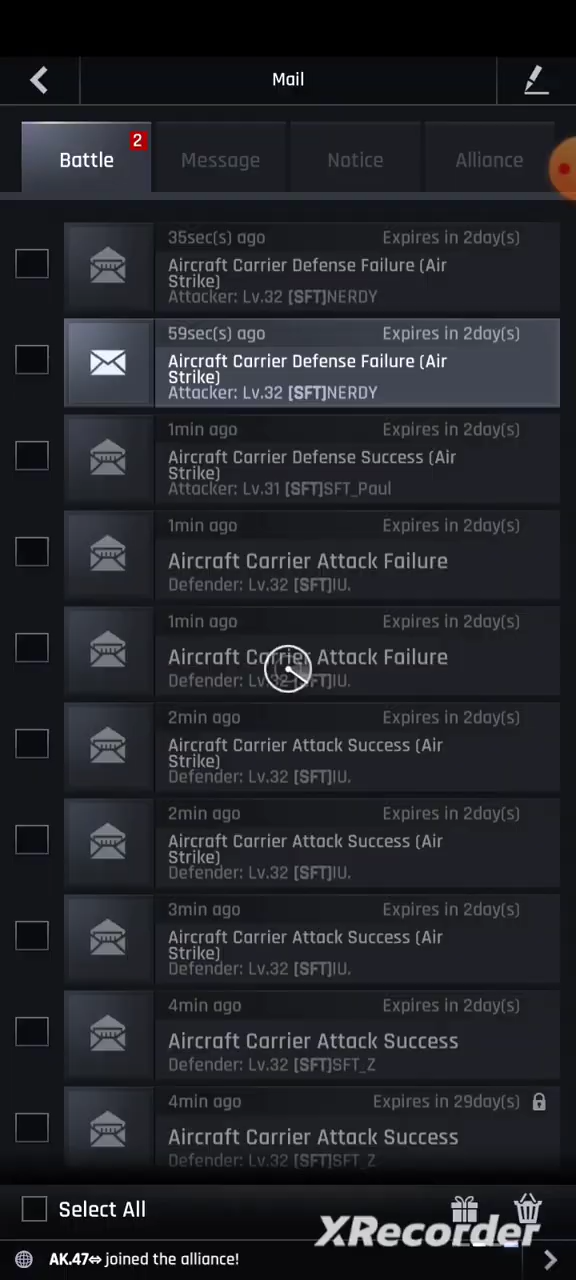 Mail
Battle
2
Message
Notice
Alliance
35sec(s) ago
Expires in 2day(s)
Aircraft Carrier Defense Failure (Air
Strike)
Attacker: Lv.32 [SFT]NERDY
59sec(s) ago
Expires in 2day(s)
Aircraft Carrier Defense Failure (Air
Strike)
Attacker: Lv.32 [SFT]NERDY
1min ago
Expires in 2day(s)
Aircraft Carrier Defense Success (Air
Strike)
Attacker: Lv.31 [SFT]SFT_Paul
1min ago
Expires in 2day(s)
Aircraft Carrier Attack Failure
Defender: Lv.32 [SFT]IU.
1min ago
Expires in 2day(s)
Aircraft Carrier Attack Failure
Defender: Lv.32 [SFT]IU.
2min ago
Expires in 2day(s)
Aircraft Carrier Attack Success (Air
Strike)
Defender: Lv.32 [SFT]IU.
2min ago
Expires in 2day(s)
Aircraft Carrier Attack Success (Air
Strike)
Defender: Lv.32 [SFT]IU.
3min ago
Expires in 2day(s)
Aircraft Carrier Attack Success (Air
Strike)
Defender: Lv.32 [SFT]IU.
4min ago
Expires in 2day(s)
Aircraft Carrier Attack Success
Defender: Lv.32 [SFT]SFT_Z
4min ago
Expires in 29day(s)
Aircraft Carrier Attack Success
Defender: Lv.32 [SFT]SFT_Z
Select All
XRecorder
AK.47⇔ joined the alliance!